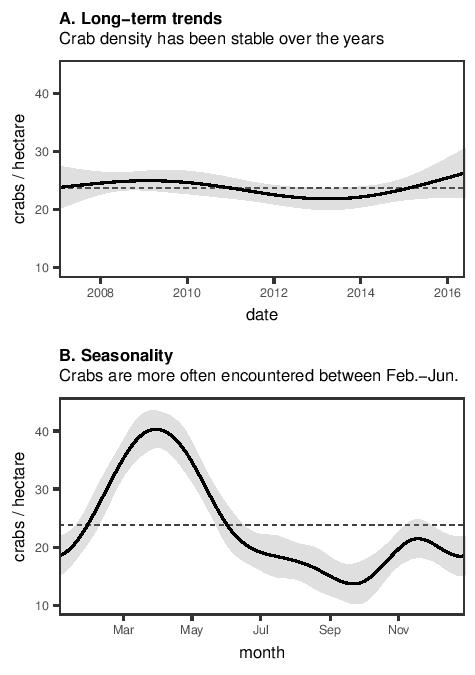 A. Long−term trends
Crab density has been stable over the years
40
30
20
10
crabs / hectare
2008 2010 2012 2014 2016
date
B. Seasonality
Crabs are more often encountered between Feb.−Jun.
40
30
20
10
crabs / hectare
Mar May Jul Sep Nov
month